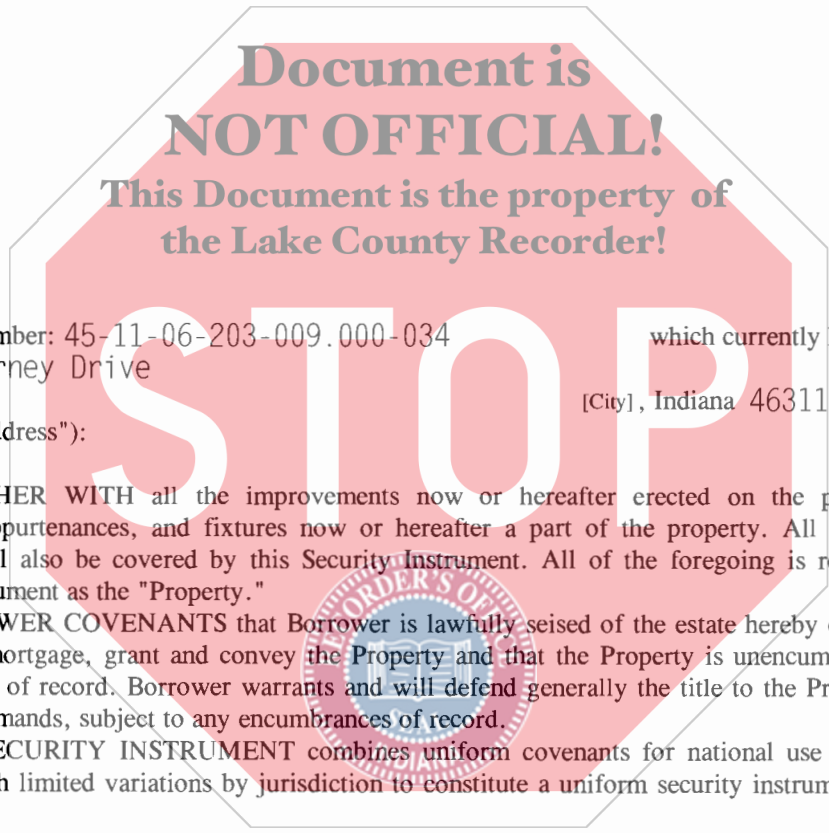 Document is
NOT OFFICIAL!
This Document is the property of
the Lake County Recorder!
STOP
mber: 45-11-06-203-009.000-034 which currently
rney Drive
[City] , Indiana 46311
dress"):
HER WITH all the improvements now or hereafter erected on the p
ppurtenances, and fixtures now or hereafter a part of the property. All
l also be covered by this Security Instrument. All of the foregoing is r
ument as the "Property."
WER COVENANTS that Borrower is lawfully seised of the estate hereby
nortgage, grant and convey the Property and that the Property is unencum
of record. Borrower warrants and will defend generally the title to the Pr
mands, subject to any encumbrances of record.
ECURITY INSTRUMENT combines uniform covenants for national use
h limited variations by jurisdiction to constitute a uniform security instrum
RECORDER'S OFFICE
INDIANA